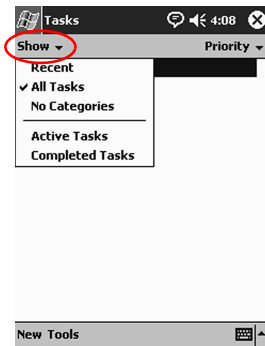 Tasks 4:08
Show Priority
Recent
All Tasks
No Categories
Active Tasks
Completed Tasks
New Tools